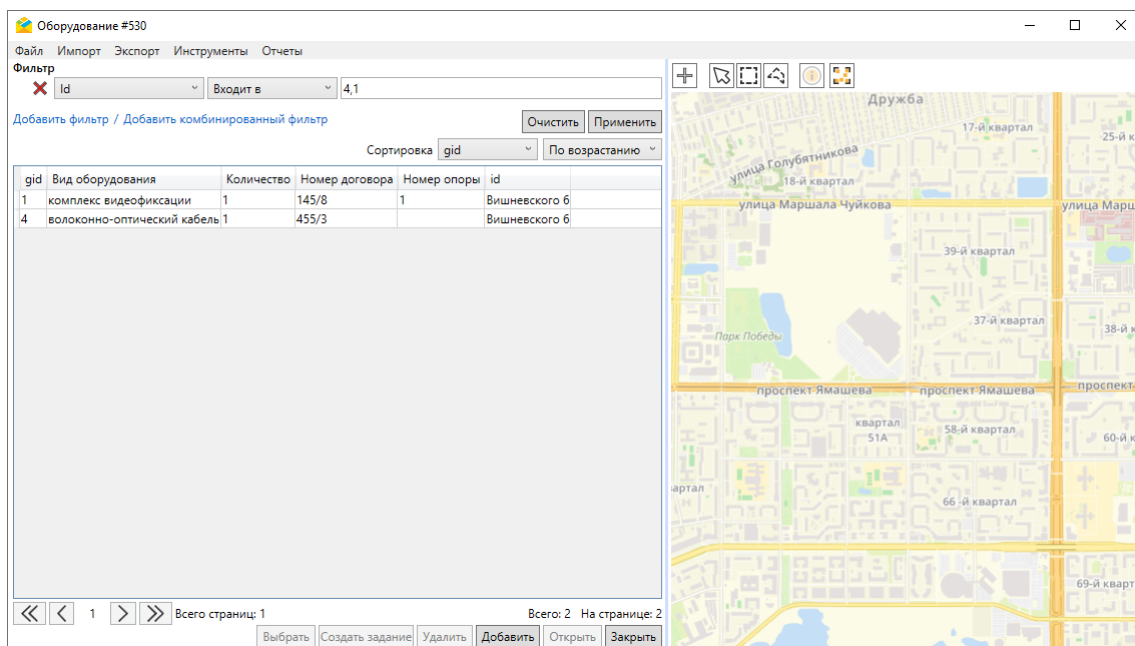 Оборудование #530
Файл Импорт Экспорт Инструменты Отчеты
Фильтр
Id Входит в 4,1
Добавить фильтр / Добавить комбинированный фильтр
Очистить Применить
Сортировка gid По возрастанию
gid Вид оборудования Количество Номер договора Номер опоры id
1 комплекс видеофиксации 1 145/8 1 Вишневского 6
4 волоконно-оптический кабель 1 455/3 Вишневского 6
1 Всего страниц: 1 Всего: 2 На странице: 2
Выбрать Создать задание Удалить Добавить Открыть Закрыть
Дружба
17-й квартал
25-й к
улица Голубятникова
18-й квартал
улица Маршала Чуйкова
улица Марш
39-й квартал
37-й квартал
38-й к
Парк Победы
проспект Ямашева проспект Ямашева проспект
квартал
51А
58-й квартал
60-й к
артал
66 -й квартал
69-й кварт